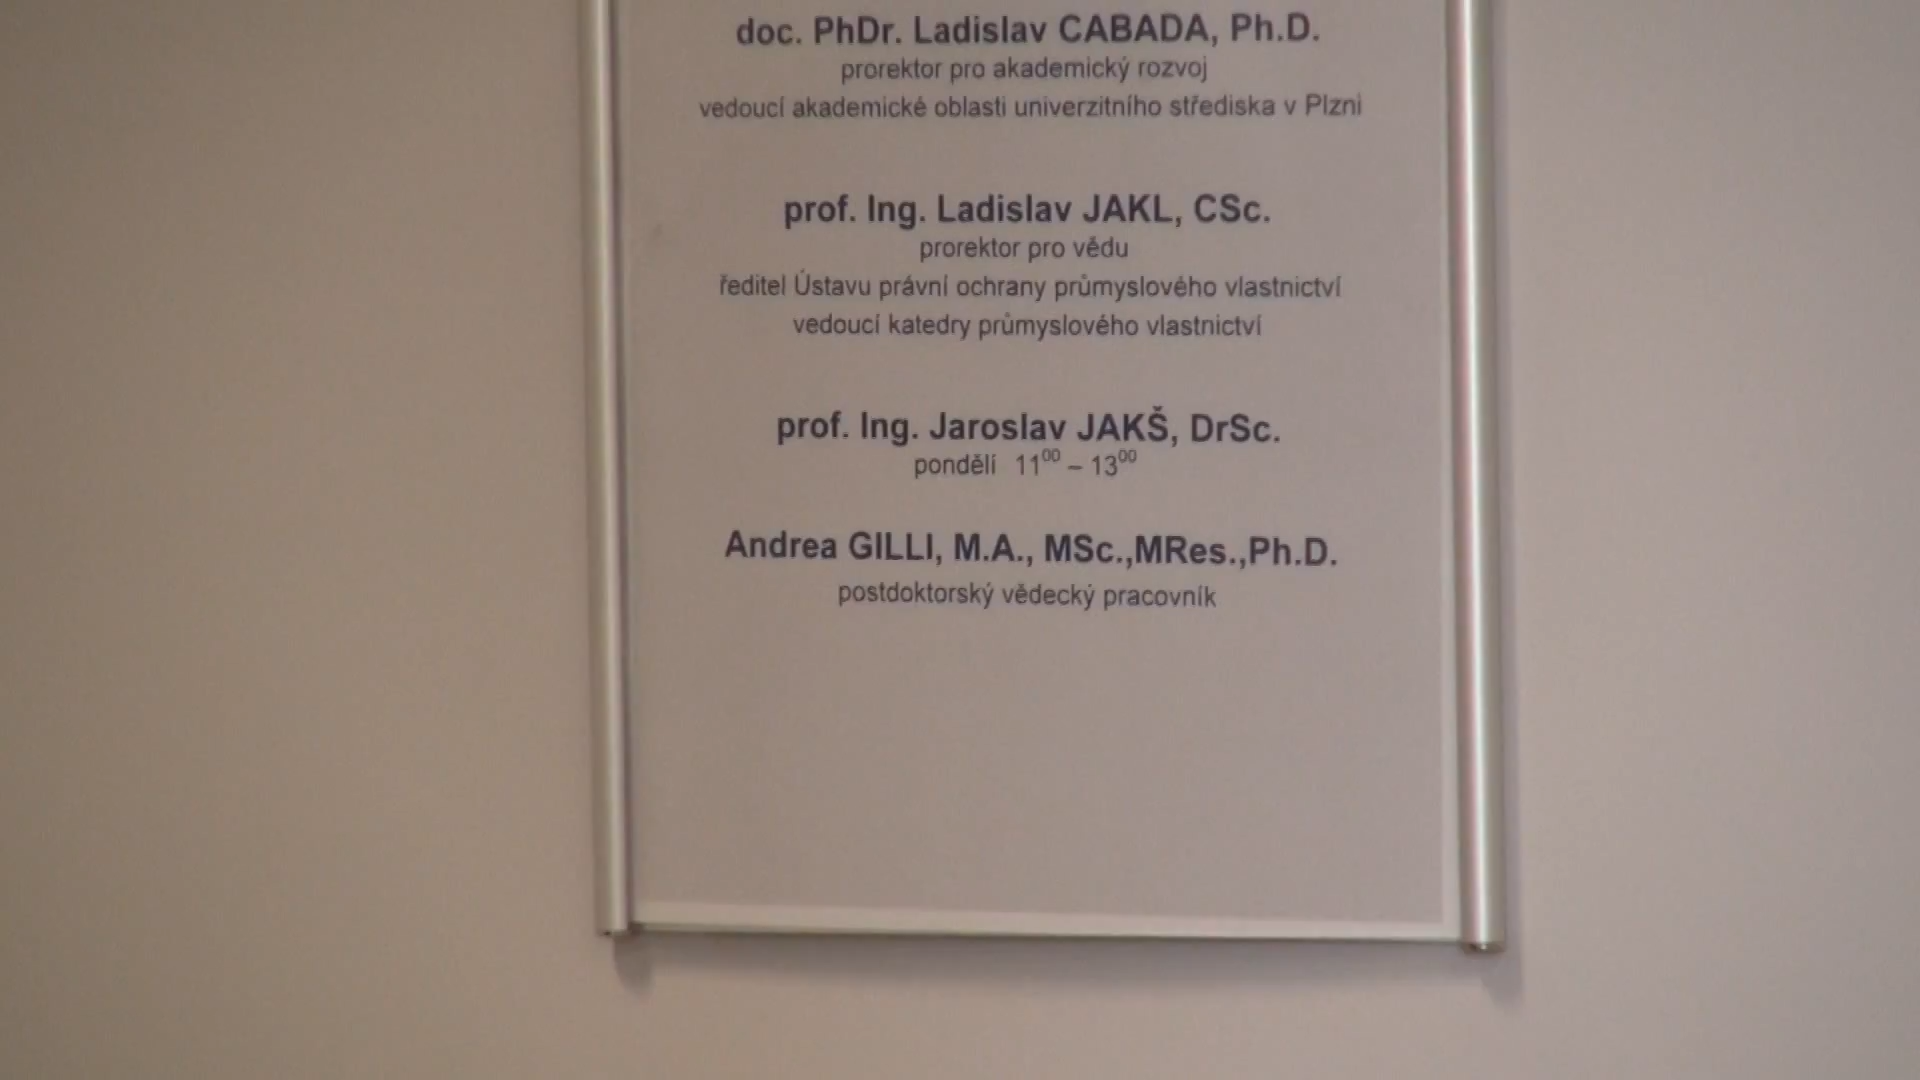 doc. PhDr. Ladislav CABADA, Ph.D.
prorektor pro akademický rozvoj
vedoucí akademické oblasti univerzitního střediska v Plzni
prof. Ing. Ladislav JAKL, CSc.
prorektor pro vědu
ředitel Ústavu právní ochrany průmyslového vlastnictví
vedoucí katedry průmyslového vlastnictví
prof. Ing. Jaroslav JAKŠ, DrSc.
pondělí 11⁰⁰ – 13⁰⁰
Andrea GILLI, M.A., MSc.,MRes.,Ph.D.
postdoktorský vědecký pracovník